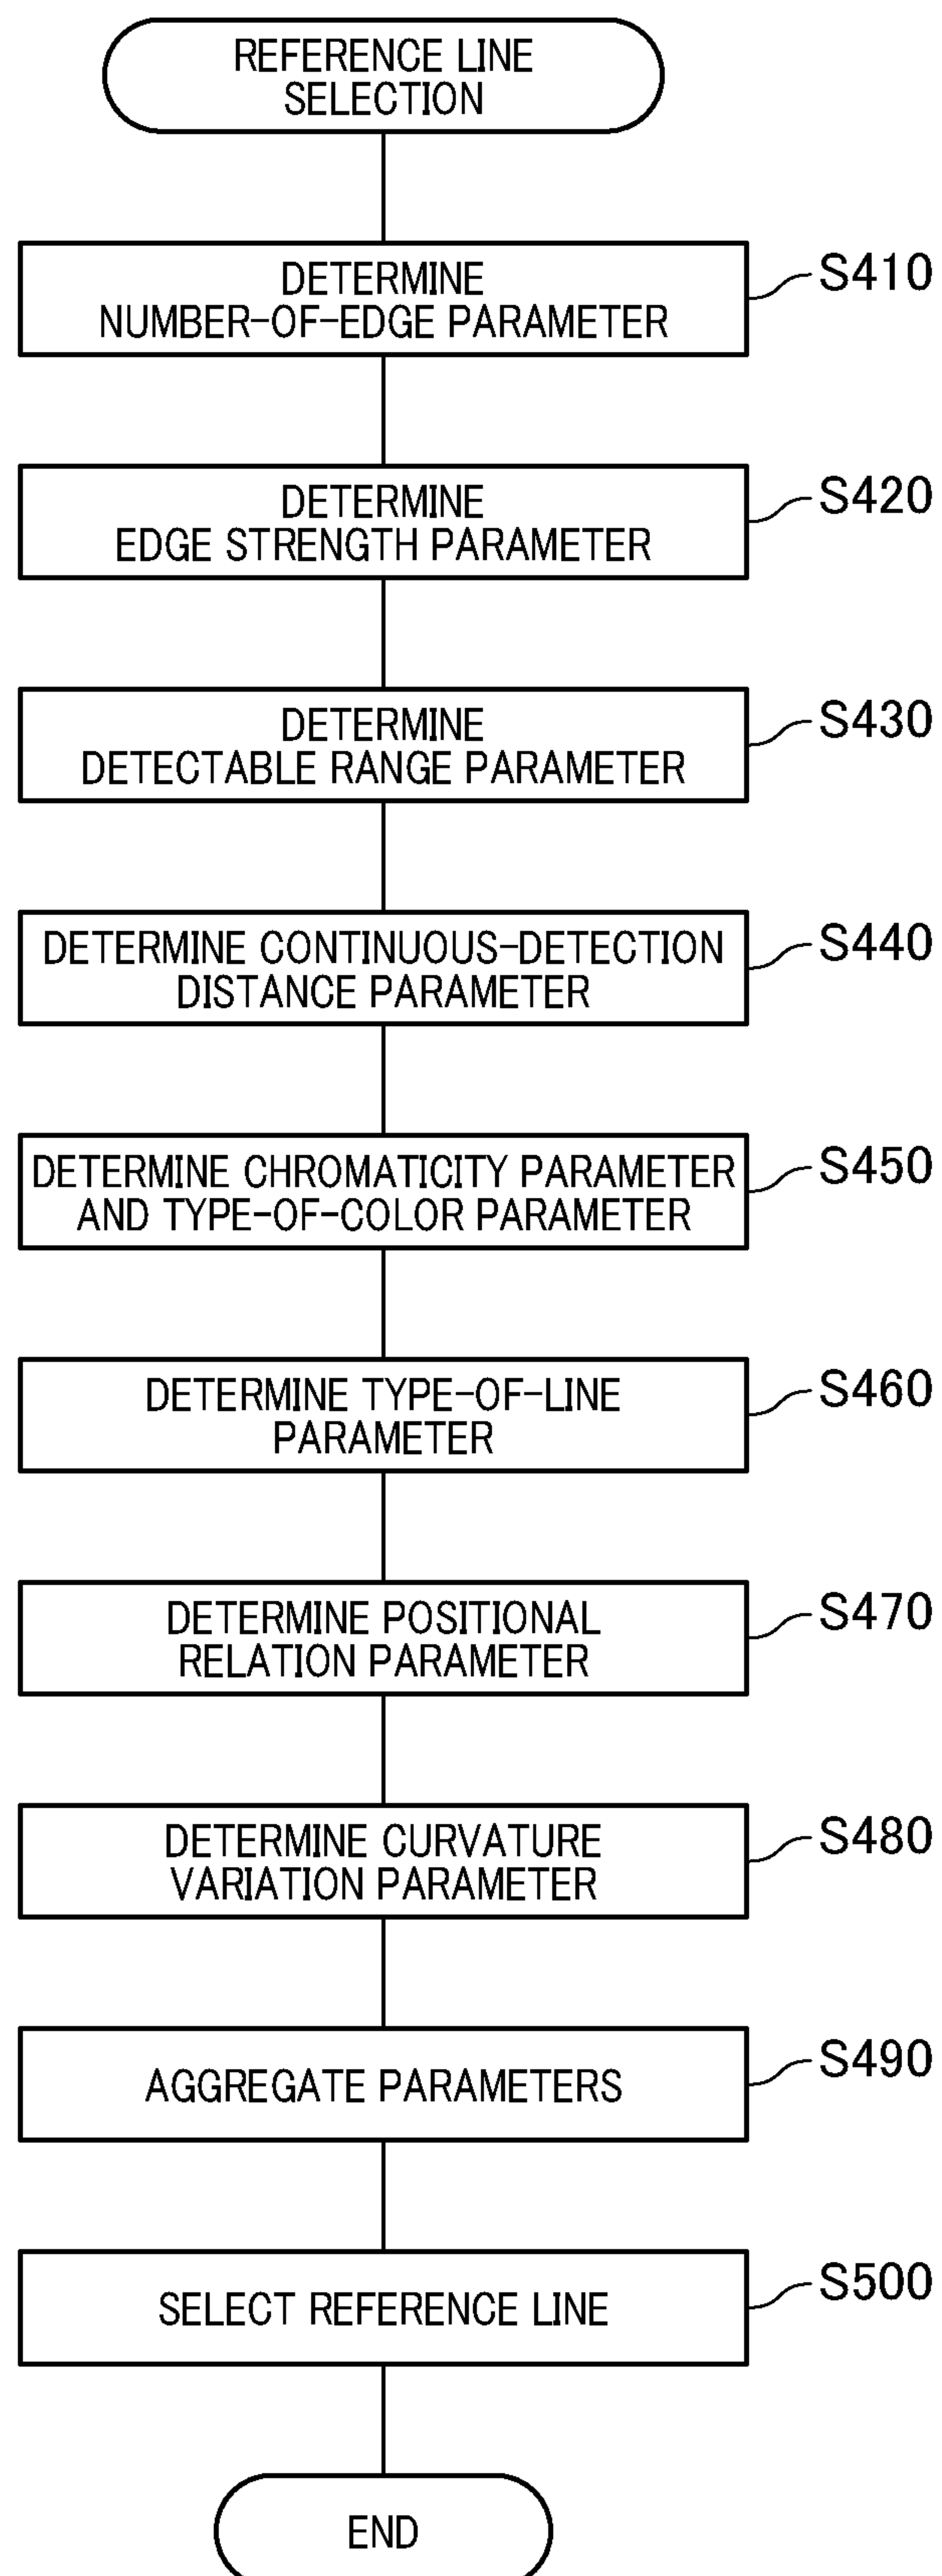 REFERENCE LINE
SELECTION
DETERMINE
NUMBER-OF-EDGE PARAMETER
S410
DETERMINE
EDGE STRENGTH PARAMETER
S420
DETERMINE
DETECTABLE RANGE PARAMETER
S430
DETERMINE CONTINUOUS-DETECTION
DISTANCE PARAMETER
S440
DETERMINE CHROMATICITY PARAMETER
AND TYPE-OF-COLOR PARAMETER
S450
DETERMINE TYPE-OF-LINE
PARAMETER
S460
DETERMINE POSITIONAL
RELATION PARAMETER
S470
DETERMINE CURVATURE
VARIATION PARAMETER
S480
AGGREGATE PARAMETERS
S490
SELECT REFERENCE LINE
S500
END